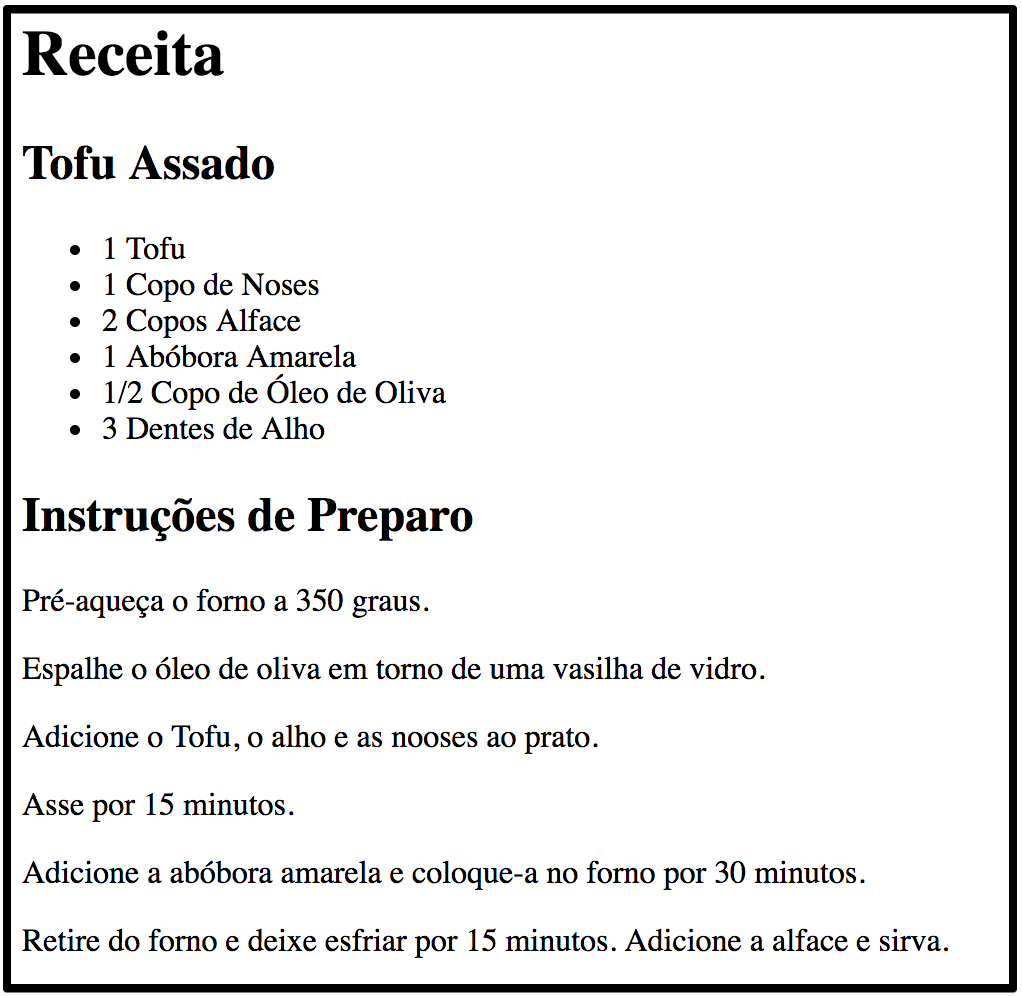 Receita
Tofu Assado
• 1 Tofu
• 1 Copo de Noses
• 2 Copos Alface
• 1 Abóbora Amarela
• 1/2 Copo de Óleo de Oliva
• 3 Dentes de Alho
Instruções de Preparo
Pré-aqueça o forno a 350 graus.
Espalhe o óleo de oliva em torno de uma vasilha de vidro.
Adicione o Tofu, o alho e as nooses ao prato.
Asse por 15 minutos.
Adicione a abóbora amarela e coloque-a no forno por 30 minutos.
Retire do forno e deixe esfriar por 15 minutos. Adicione a alface e sirva.